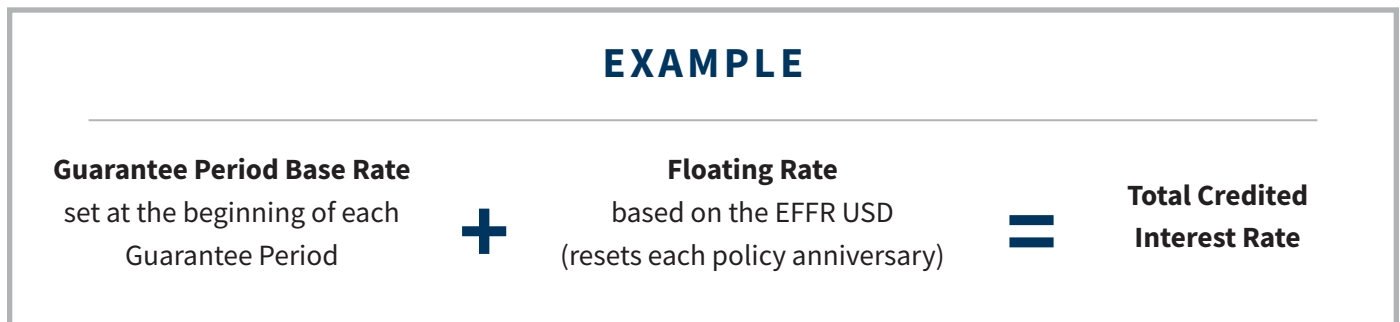 EXAMPLE
Guarantee Period Base Rate
set at the beginning of each
Guarantee Period
+
Floating Rate
based on the EFFR USD
(resets each policy anniversary)
=
Total Credited
Interest Rate